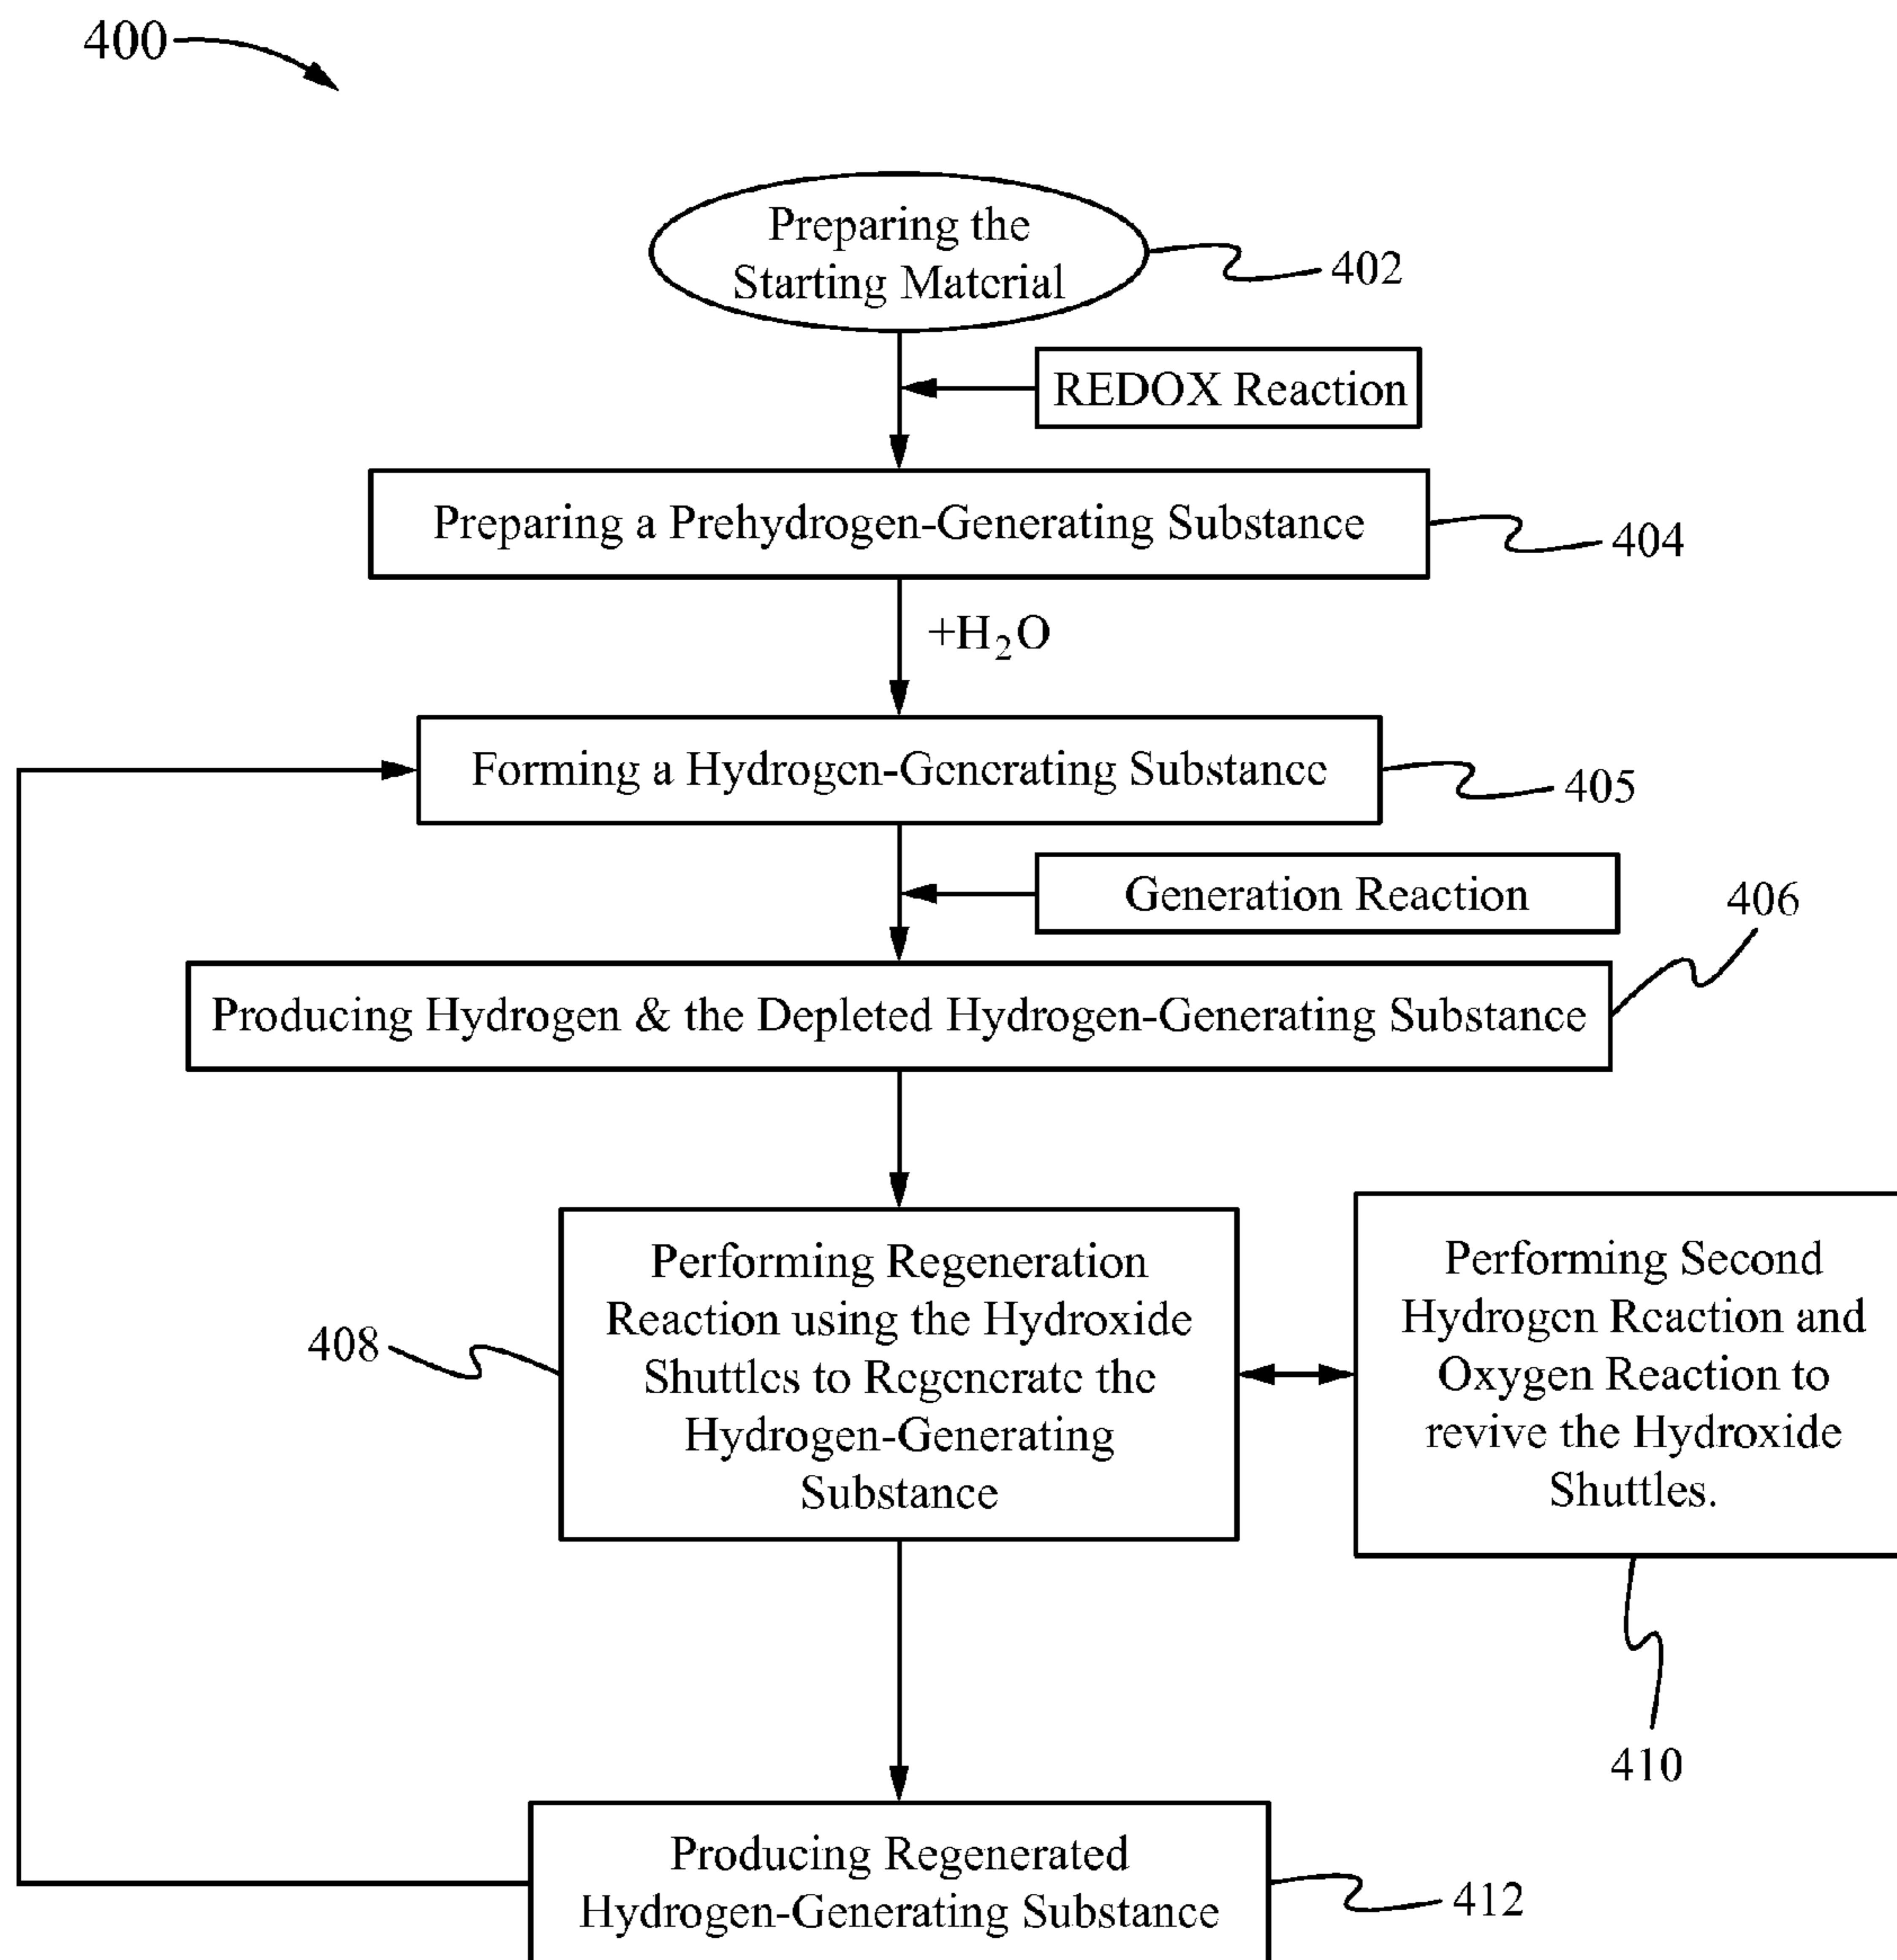 400
Preparing the
Starting Material
402
REDOX Reaction
Preparing a Prehydrogen-Generating Substance
404
+H₂O
Forming a Hydrogen-Generating Substance
405
Generation Reaction
406
Producing Hydrogen & the Depleted Hydrogen-Generating Substance
408
Performing Regeneration
Reaction using the Hydroxide
Shuttles to Regenerate the
Hydrogen-Generating
Substance
Performing Second
Hydrogen Reaction and
Oxygen Reaction to
revive the Hydroxide
Shuttles.
410
Producing Regenerated
Hydrogen-Generating Substance
412